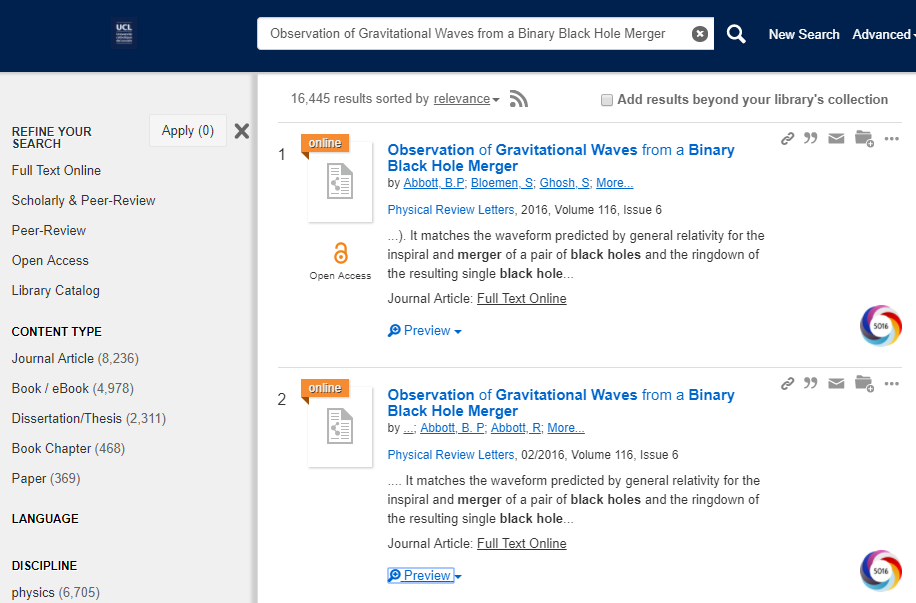 UCL
Observation of Gravitational Waves from a Binary Black Hole Merger
New Search
Advanced
REFINE YOUR
SEARCH
Apply (0)
Full Text Online
Scholarly & Peer-Review
Peer-Review
Open Access
Library Catalog
CONTENT TYPE
Journal Article (8,236)
Book / eBook (4,978)
Dissertation/Thesis (2,311)
Book Chapter (468)
Paper (369)
LANGUAGE
DISCIPLINE
physics (6,705)
16,445 results sorted by relevance
Add results beyond your library's collection
1
online
Open Access
Observation of Gravitational Waves from a Binary
Black Hole Merger
by Abbott, B.P; Bloemen, S; Ghosh, S; More...
Physical Review Letters, 2016, Volume 116, Issue 6
...). It matches the waveform predicted by general relativity for the
inspiral and merger of a pair of black holes and the ringdown of
the resulting single black hole...
Journal Article: Full Text Online
Preview
5016
2
online
Observation of Gravitational Waves from a Binary
Black Hole Merger
by ...; Abbott, B. P; Abbott, R; More...
Physical Review Letters, 02/2016, Volume 116, Issue 6
.... It matches the waveform predicted by general relativity for the
inspiral and merger of a pair of black holes and the ringdown of
the resulting single black hole...
Journal Article: Full Text Online
Preview
5016